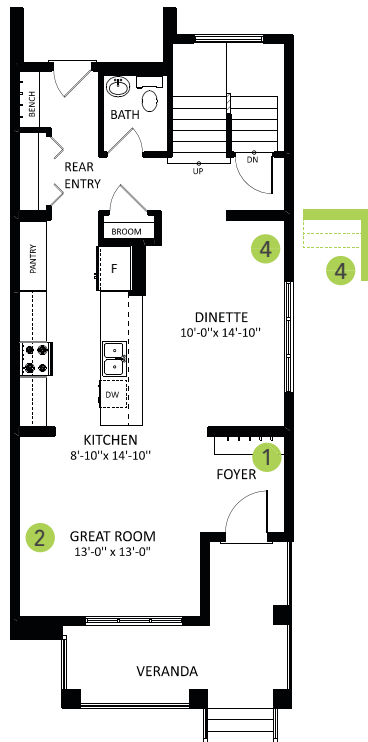 BENCH
BATH
REAR
ENTRY
UP
DN
BROOM
PANTRY
F
4
4
DINETTE
10'-0"x 14'-10"
DW
KITCHEN
8'-10"x 14'-10"
1
FOYER
2
GREAT ROOM
13'-0" x 13'-0"
VERANDA